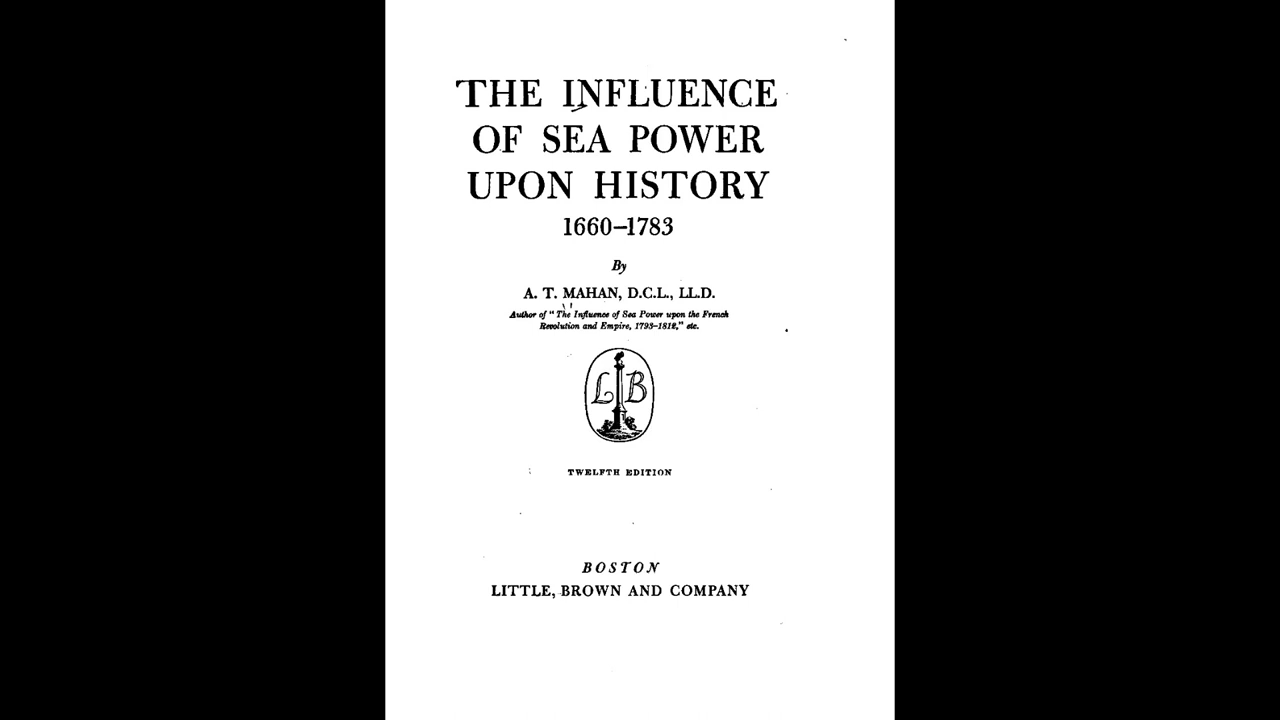 THE INFLUENCE
OF SEA POWER
UPON HISTORY
1660–1783
By
A. T. MAHAN, D.C.L., LL.D.
Author of "The Influence of Sea Power upon the French
Revolution and Empire, 1793–1812," etc.
L B
TWELFTH EDITION
BOSTON
LITTLE, BROWN AND COMPANY